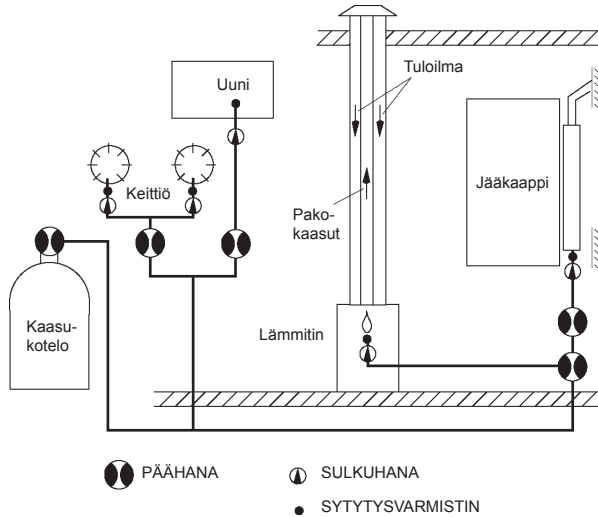 Tuloilma
Uuni
Keittiö
Jääkaappi
Pako-
kaasut
Kaasu-
kotelo
Lämmitin
PÄÄHANA
SULKUHANA
SYTYTYSVARMISTIN